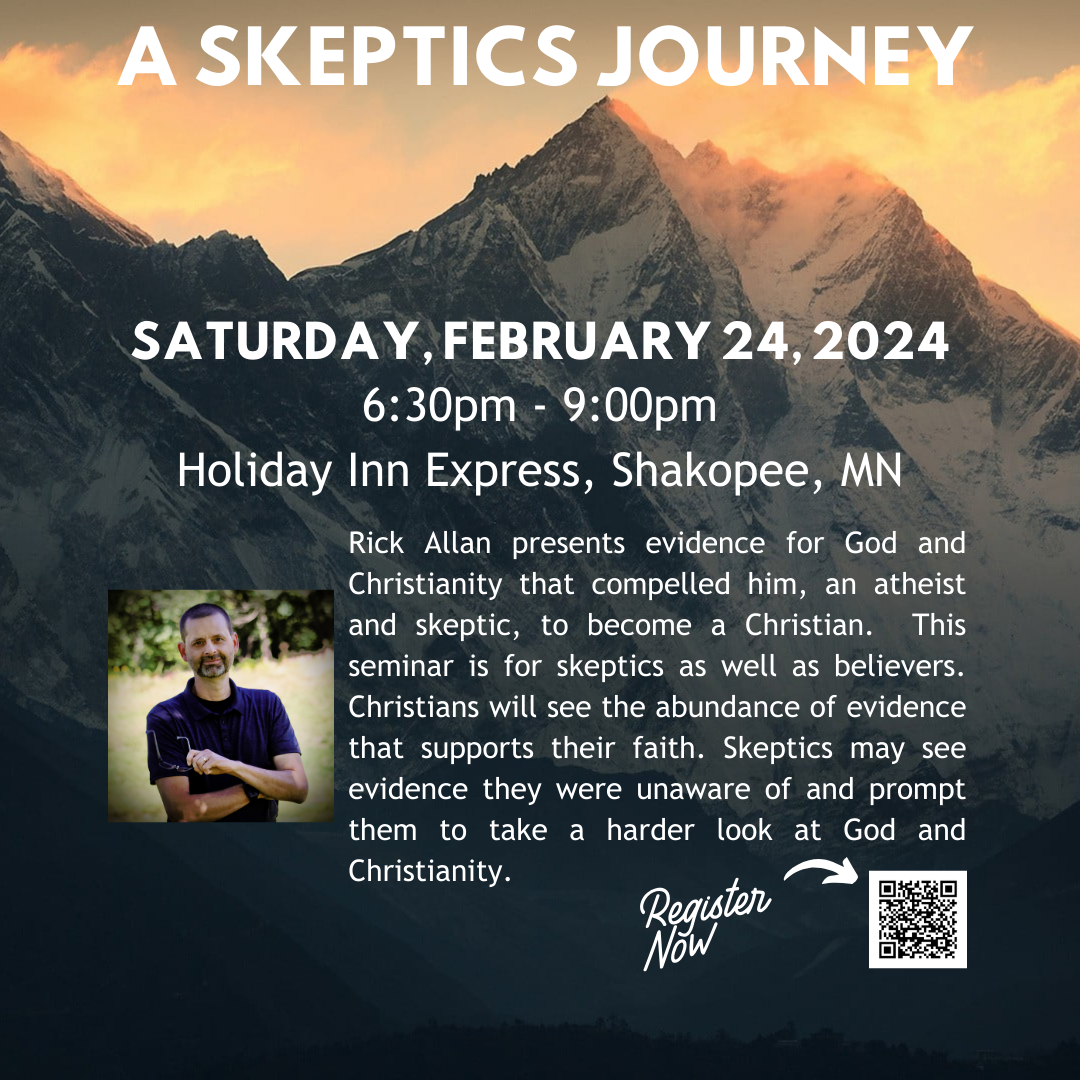 A SKEPTICS JOURNEY
SATURDAY, FEBRUARY 24, 2024
6:30pm - 9:00pm
Holiday Inn Express, Shakopee, MN
Rick Allan presents evidence for God and
Christianity that compelled him, an atheist
and skeptic, to become a Christian. This
seminar is for skeptics as well as believers.
Christians will see the abundance of evidence
that supports their faith. Skeptics may see
evidence they were unaware of and prompt
them to take a harder look at God and
Christianity.
Register
Now